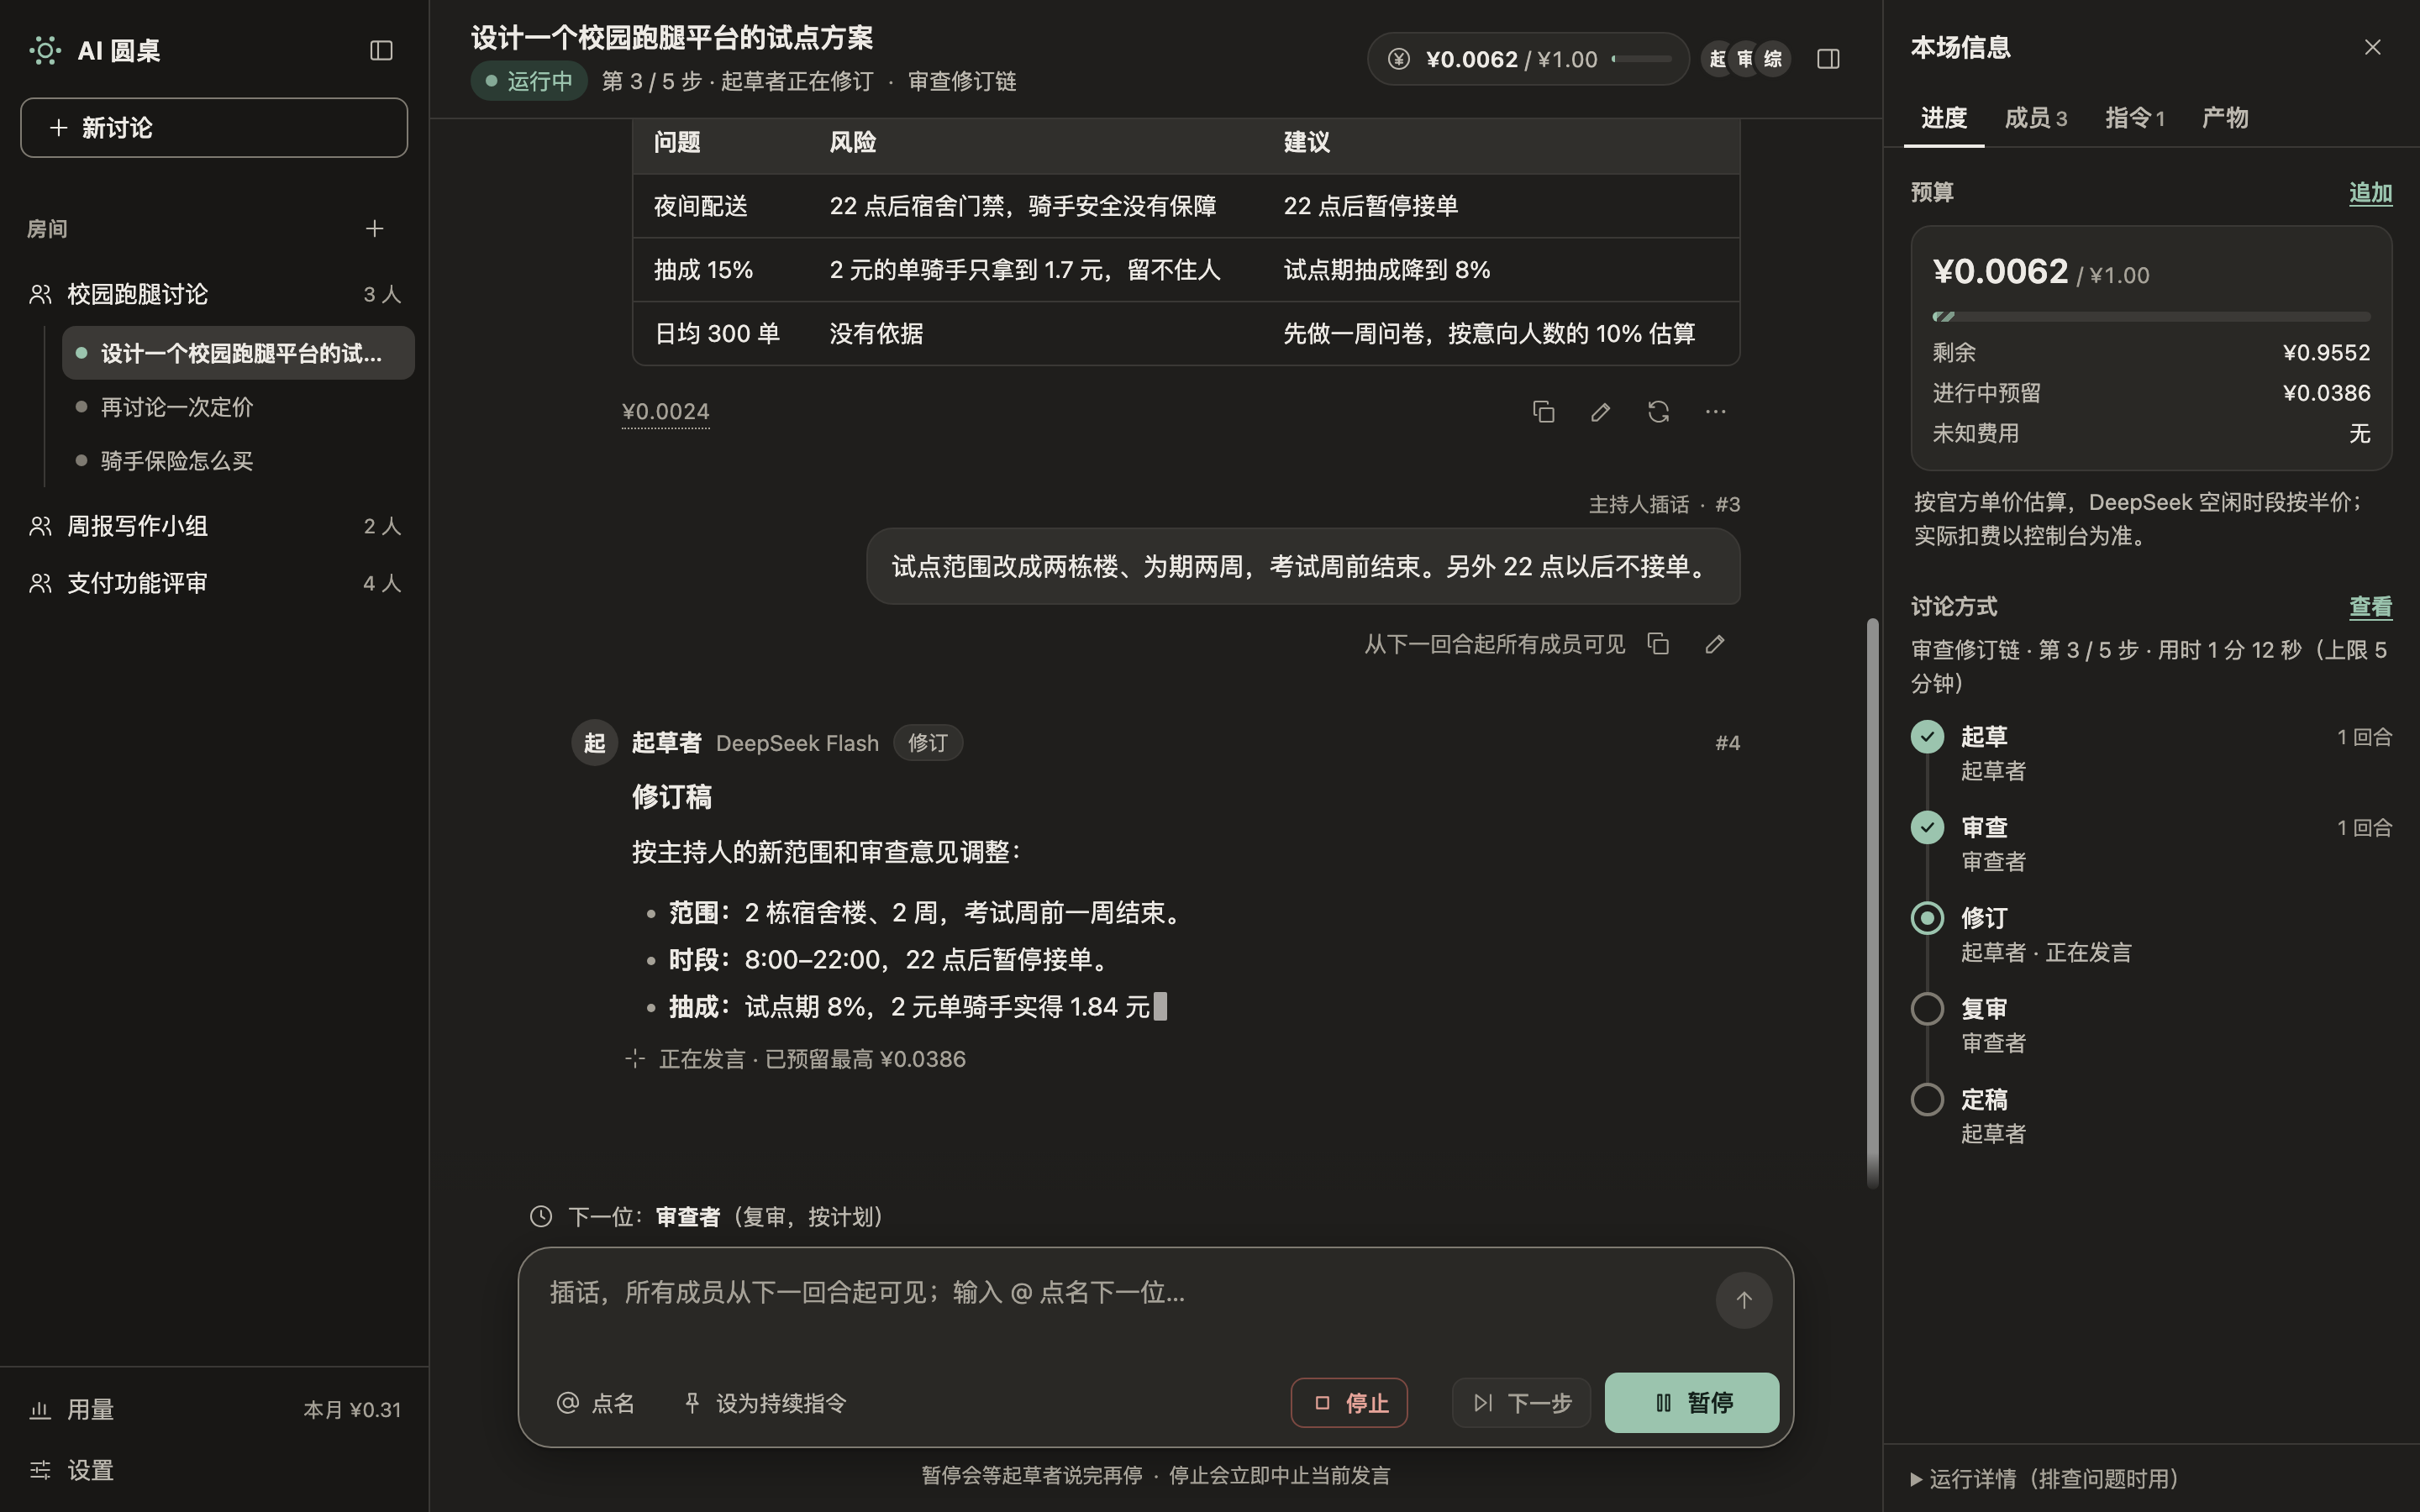 AI 圆桌
新讨论
房间
校园跑腿讨论 3 人
设计一个校园跑腿平台的试...
再讨论一次定价
骑手保险怎么买
周报写作小组 2 人
支付功能评审 4 人
用量 本月 ¥0.31
设置
设计一个校园跑腿平台的试点方案
运行中 第 3 / 5 步 · 起草者正在修订 · 审查修订链
¥0.0062 / ¥1.00
起 审 综
问题 风险 建议
夜间配送 22 点后宿舍门禁，骑手安全没有保障 22 点后暂停接单
抽成 15% 2 元的单骑手只拿到 1.7 元，留不住人 试点期抽成降到 8%
日均 300 单 没有依据 先做一周问卷，按意向人数的 10% 估算
¥0.0024
主持人插话 · #3
试点范围改成两栋楼、为期两周，考试周前结束。另外 22 点以后不接单。
从下一回合起所有成员可见
起 起草者 DeepSeek Flash 修订 #4
修订稿
按主持人的新范围和审查意见调整：
• 范围：2 栋宿舍楼、2 周，考试周前一周结束。
• 时段：8:00–22:00，22 点后暂停接单。
• 抽成：试点期 8%，2 元单骑手实得 1.84 元
正在发言 · 已预留最高 ¥0.0386
下一位：审查者（复审，按计划）
插话，所有成员从下一回合起可见；输入 @ 点名下一位...
点名 设为持续指令 停止 下一步 暂停
暂停会等起草者说完再停 · 停止会立即中止当前发言
本场信息
进度 成员 3 指令 1 产物
预算 追加
¥0.0062 / ¥1.00
剩余 ¥0.9552
进行中预留 ¥0.0386
未知费用 无
按官方单价估算，DeepSeek 空闲时段按半价；
实际扣费以控制台为准。
讨论方式 查看
审查修订链 · 第 3 / 5 步 · 用时 1 分 12 秒（上限 5
分钟）
起草 1 回合
起草者
审查 1 回合
审查者
修订
起草者 · 正在发言
复审
审查者
定稿
起草者
运行详情（排查问题时用）